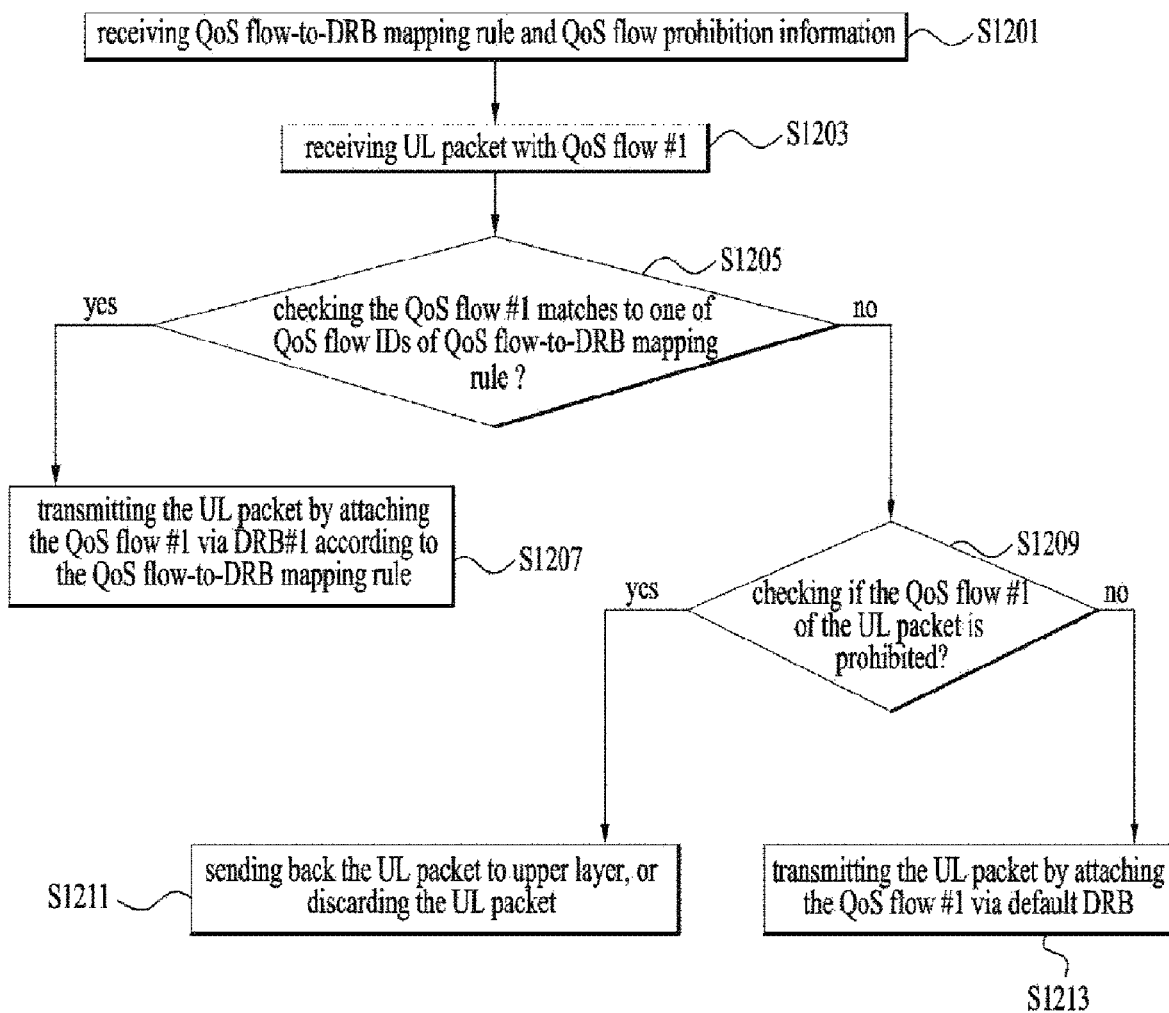 receiving QoS flow-to-DRB mapping rule and QoS flow prohibition information
S1201
receiving UL packet with QoS flow #1
S1203
S1205
yes
checking the QoS flow #1 matches to one of
QoS flow IDs of QoS flow-to-DRB mapping
rule ?
no
transmitting the UL packet by attaching
the QoS flow #1 via DRB#1 according to
the QoS flow-to-DRB mapping rule
S1207
S1209
yes
checking if the QoS flow #1
of the UL packet is
prohibited?
no
S1211
sending back the UL packet to upper layer, or
discarding the UL packet
transmitting the UL packet by attaching
the QoS flow #1 via default DRB
S1213